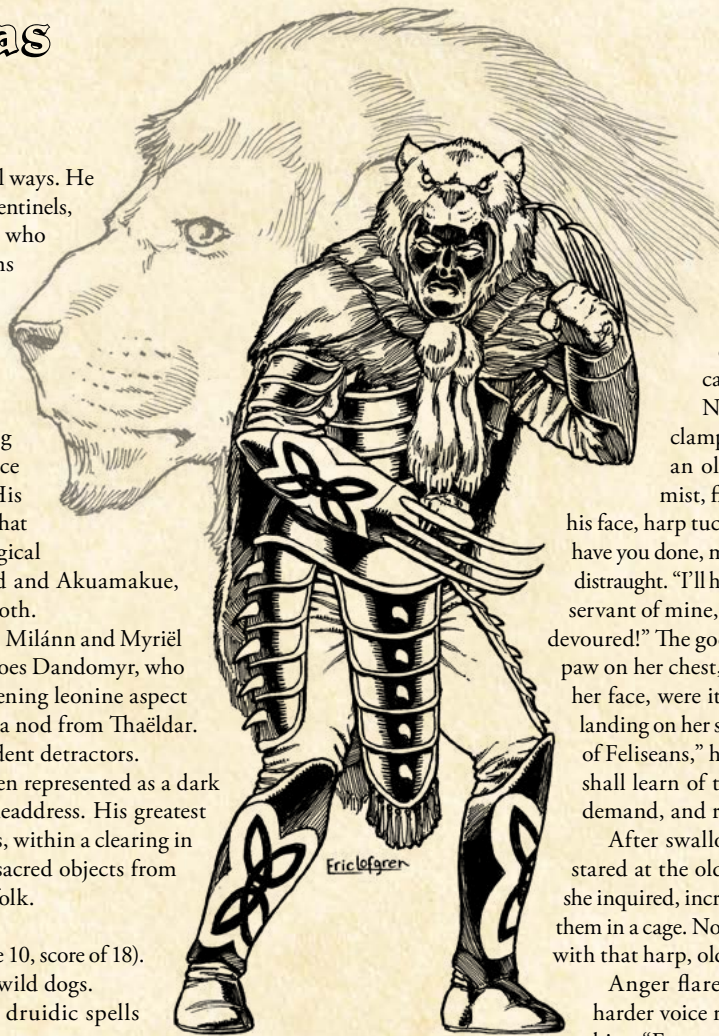 as
l ways. He
entinels,
who
ns
g
ce
His
hat
gical
d and Akuamakue,
oth.
Milánn and Myriël
oes Dandomyr, who
ening leonine aspect
a nod from Thaëldar.
dent detractors.
en represented as a dark
eaddress. His greatest
s, within a clearing in
sacred objects from
olk.
e 10, score of 18).
wild dogs.
druidic spells
Eric Lofgren
ca
N
clamp
an ol
mist, fl
his face, harp tuc
have you done, m
distraught. “I’ll h
servant of mine,
devoured!” The go
paw on her chest,
her face, were it
landing on her s
of Feliseans,” h
shall learn of t
demand, and r
After swallo
stared at the old
she inquired, incr
them in a cage. No
with that harp, old
Anger flare
harder voice r